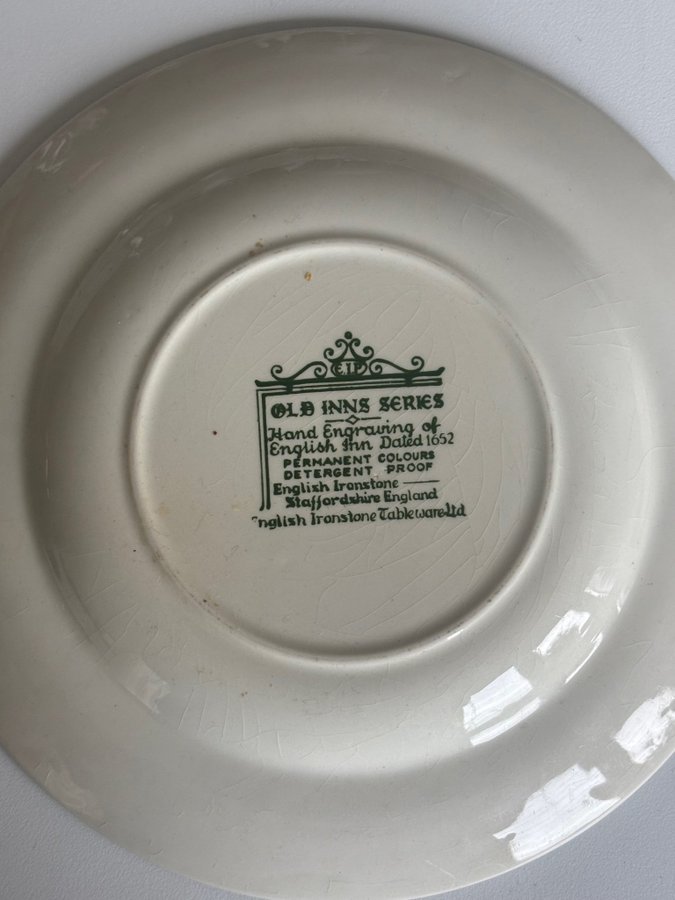 E.I.P.
OLD INNS SERIES
Hand Engraving of
English Inn Dated 1652
PERMANENT COLOURS
DETERGENT PROOF
English Ironstone
Staffordshire England
English Ironstone Tableware Ltd